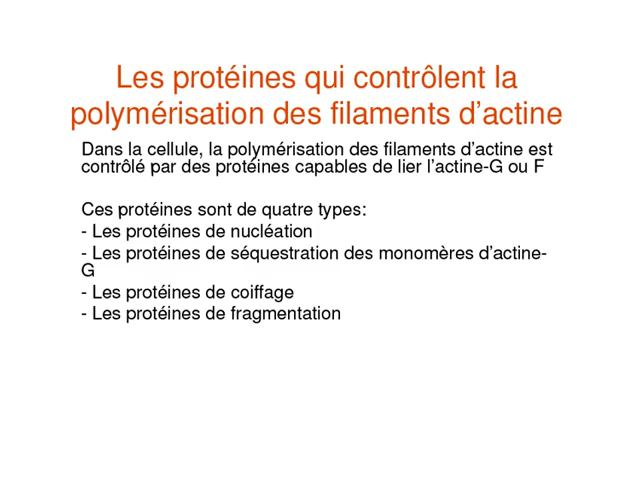 Les protéines qui contrôlent la
polymérisation des filaments d’actine
Dans la cellule, la polymérisation des filaments d’actine est
contrôlé par des protéines capables de lier l’actine-G ou F
Ces protéines sont de quatre types:
- Les protéines de nucléation
- Les protéines de séquestration des monomères d’actine-
G
- Les protéines de coiffage
- Les protéines de fragmentation